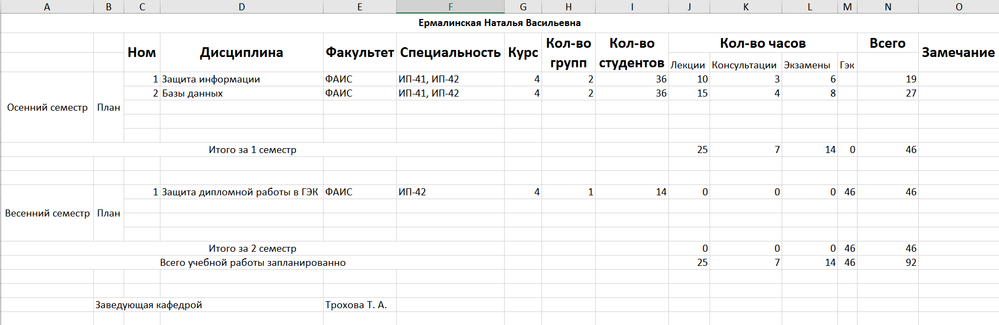 A B C D E F G H I J K L M N O
Ермалинская Наталья Васильевна
Ном Дисциплина Факультет Специальность Курс Кол-во групп Кол-во студентов Кол-во часов Всего Замечание
Лекции Консультации Экзамены Гэк
Осенний семестр План
1 Защита информации ФАИС ИП-41, ИП-42 4 2 36 10 3 6 19
2 Базы данных ФАИС ИП-41, ИП-42 4 2 36 15 4 8 27
Итого за 1 семестр 25 7 14 0 46
Весенний семестр План
1 Защита дипломной работы в ГЭК ФАИС ИП-42 4 1 14 0 0 0 46 46
Итого за 2 семестр 0 0 0 46 46
Всего учебной работы запланированно 25 7 14 46 92
Заведующая кафедрой Трохова Т. А.